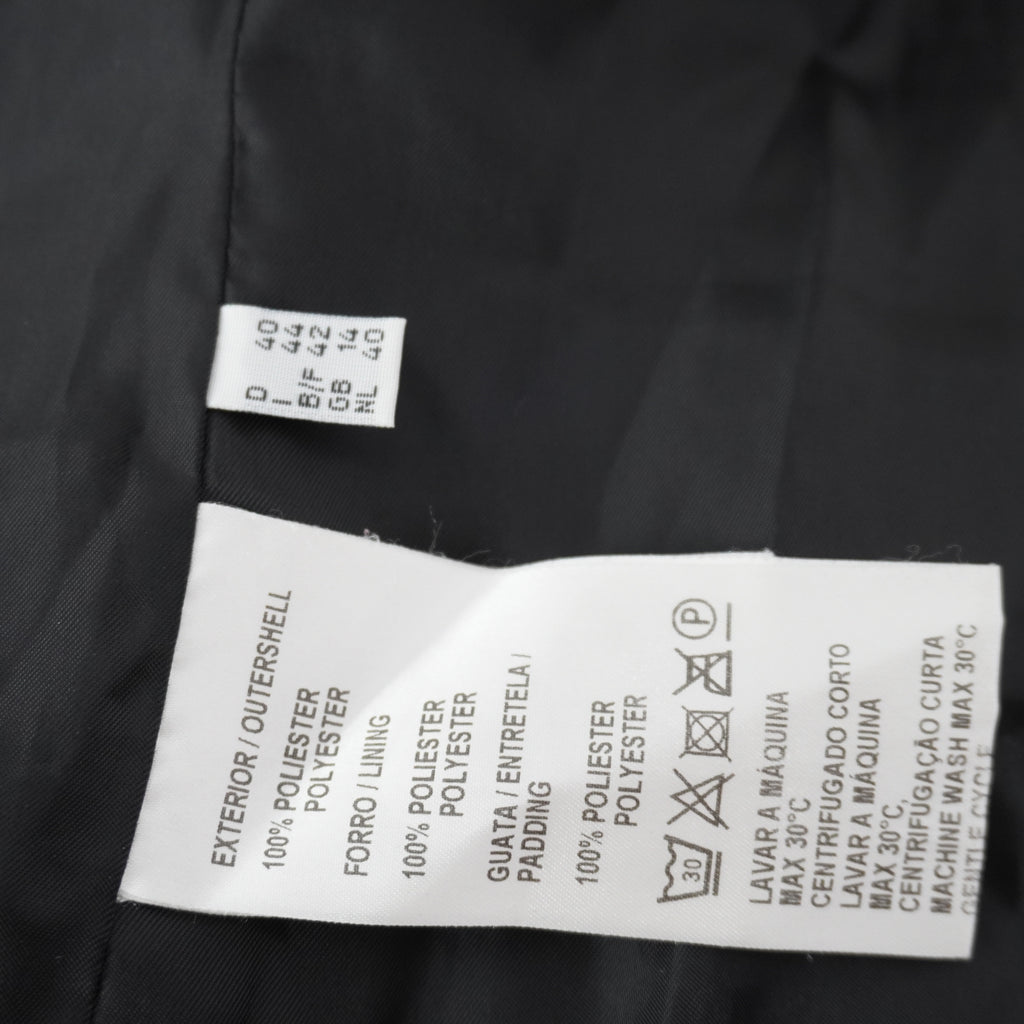 D 40
I 44
B/F 42
GB 14
NL 40
EXTERIOR / OUTERSHELL
100% POLIESTER
POLYESTER
FORRO / LINING
100% POLIESTER
POLYESTER
GUATA / ENTRETELA /
PADDING
100% POLIESTER
POLYESTER
30 P
LAVAR A MÁQUINA
MAX 30°C
CENTRIFUGADO CORTO
LAVAR A MÁQUINA
MAX 30°C,
CENTRIFUGAÇÃO CURTA
MACHINE WASH MAX 30°C
GENTLE CYCLE